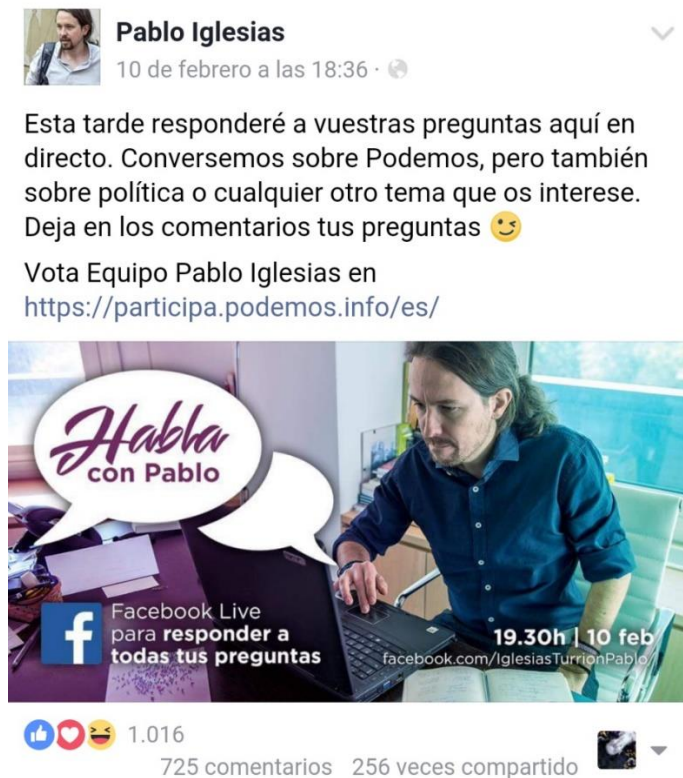 Pablo Iglesias
10 de febrero a las 18:36 ·
Esta tarde responderé a vuestras preguntas aquí en
directo. Conversemos sobre Podemos, pero también
sobre política o cualquier otro tema que os interese.
Deja en los comentarios tus preguntas 😉
Vota Equipo Pablo Iglesias en
https://participa.podemos.info/es/
Habla
con Pablo
f
Facebook Live
para responder a
todas tus preguntas
19.30h | 10 feb
facebook.com/IglesiasTurrionPablo/
1.016
725 comentarios 256 veces compartido